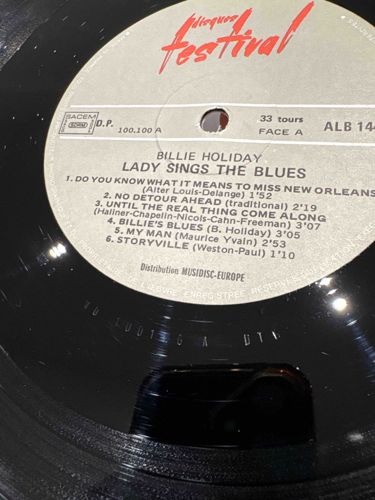 disques
festival
SACEM
SDRM
D.P. 100.100 A
33 tours
FACE A
ALB 144
BILLIE HOLIDAY
LADY SINGS THE BLUES
1. DO YOU KNOW WHAT IT MEANS TO MISS NEW ORLEANS
(Alter Louis-Delange) 1'52
2. NO DETOUR AHEAD (traditional) 2'19
3. UNTIL THE REAL THING COME ALONG
(Hallner-Chapelin-Nicols-Cahn-Freeman) 3'07
4. BILLIE'S BLUES (B. Holiday) 3'05
5. MY MAN (Maurice Yvain) 2'53
6. STORYVILLE (Weston-Paul) 1'10
Distribution MUSIDISC-EUROPE